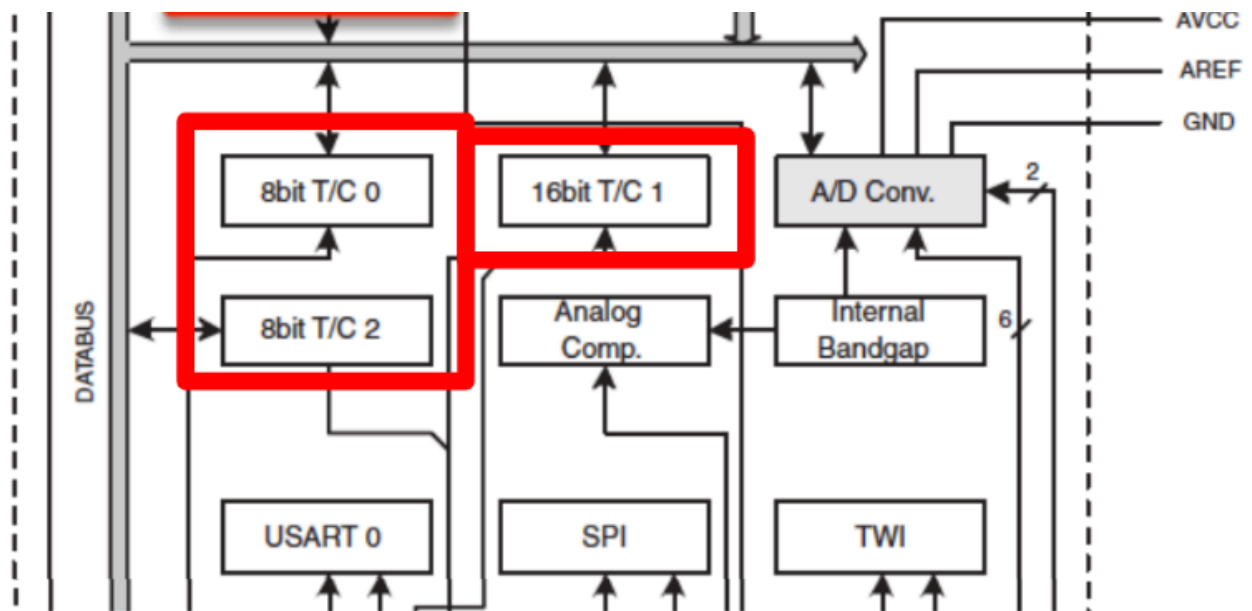 AVCC
AREF
GND
2
8bit T/C 0
16bit T/C 1
A/D Conv.
DATABUS
8bit T/C 2
Analog
Comp.
Internal
Bandgap
6
USART 0
SPI
TWI